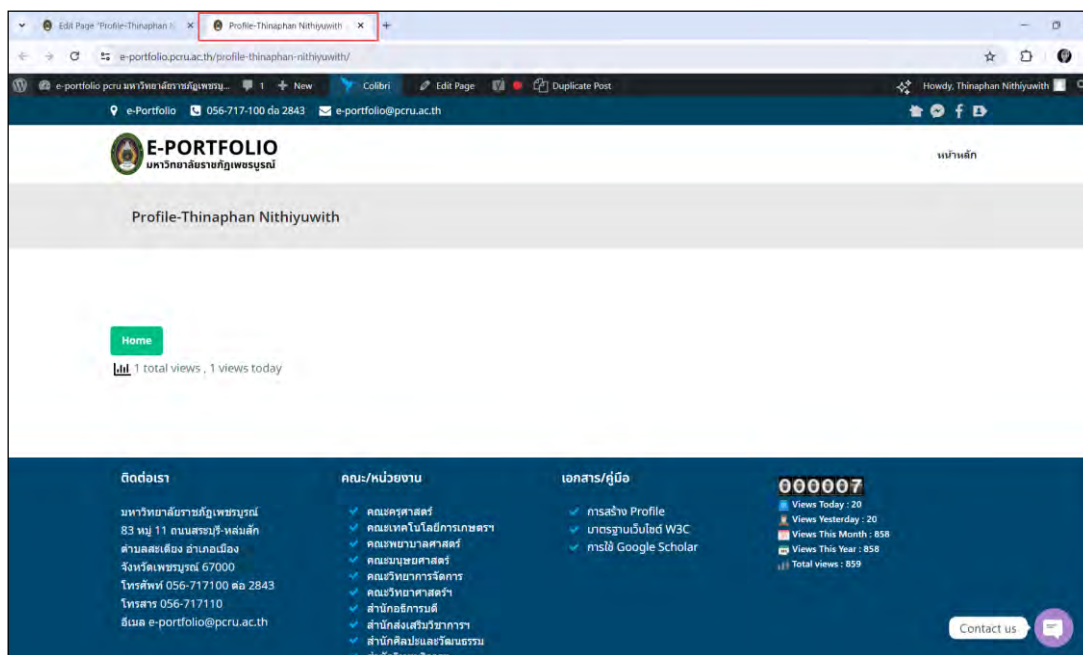 Edit Page "Profile-Thinaphan N
Profile-Thinaphan Nithiyuwith
e-portfolio.pcru.ac.th/profile-thinaphan-nithiyuwith/
e-portfolio pcru มหาวิทยาลัยราชภัฏเพชรบู... 1 + New Colibri Edit Page Duplicate Post Howdy, Thinaphan Nithiyuwith
e-Portfolio 056-717-100 ต่อ 2843 e-portfolio@pcru.ac.th
E-PORTFOLIO
มหาวิทยาลัยราชภัฏเพชรบูรณ์
หน้าหลัก
Profile-Thinaphan Nithiyuwith
Home
1 total views , 1 views today
ติดต่อเรา
มหาวิทยาลัยราชภัฏเพชรบูรณ์
83 หมู่ 11 ถนนสระบุรี-หล่มสัก
ตำบลสะเดียง อำเภอเมือง
จังหวัดเพชรบูรณ์ 67000
โทรศัพท์ 056-717100 ต่อ 2843
โทรสาร 056-717110
อีเมล e-portfolio@pcru.ac.th
คณะ/หน่วยงาน
คณะครุศาสตร์
คณะเทคโนโลยีการเกษตรฯ
คณะพยาบาลศาสตร์
คณะมนุษยศาสตร์
คณะวิทยาการจัดการ
คณะวิทยาศาสตร์ฯ
สำนักอธิการบดี
สำนักส่งเสริมวิชาการฯ
สำนักศิลปะและวัฒนธรรม
เอกสาร/คู่มือ
การสร้าง Profile
มาตรฐานเว็บไซต์ W3C
การใช้ Google Scholar
000007
Views Today : 20
Views Yesterday : 20
Views This Month : 858
Views This Year : 858
Total views : 859
Contact us